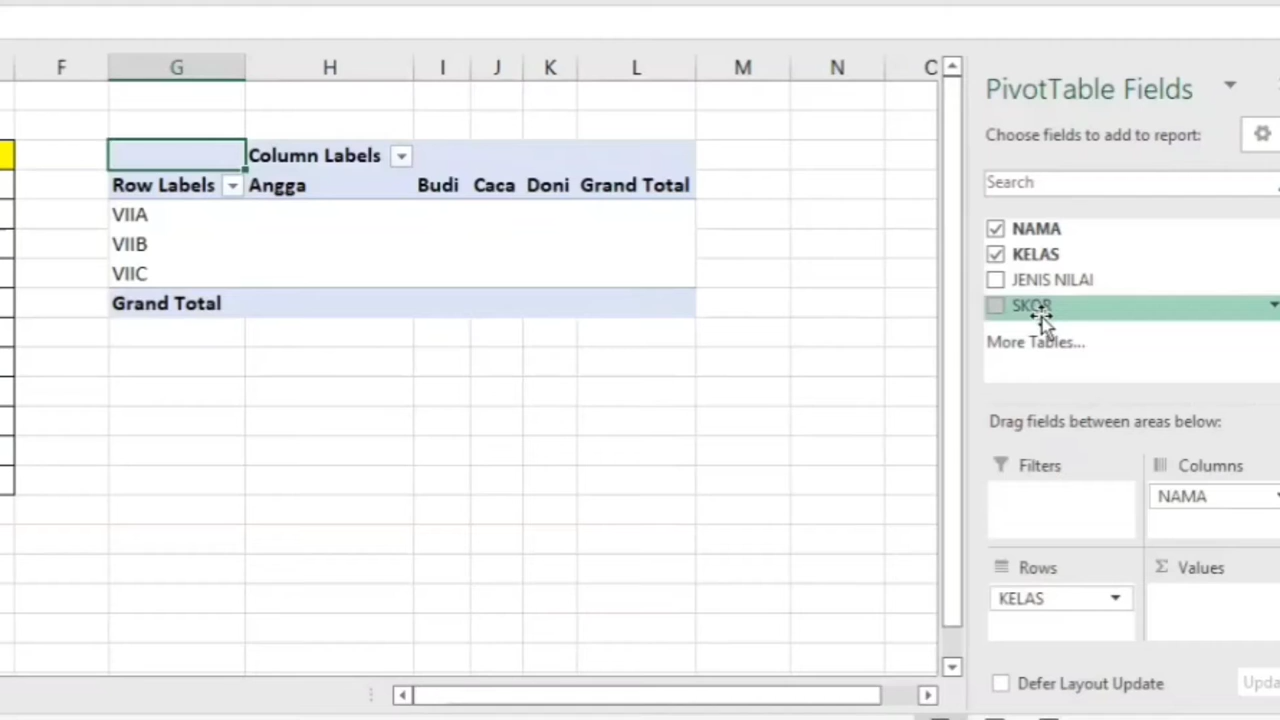 F G H I J K L M N C
PivotTable Fields
Choose fields to add to report:
Search
Column Labels
Row Labels Angga Budi Caca Doni Grand Total
VIIA
VIIB
VIIC
Grand Total
NAMA
KELAS
JENIS NILAI
SKOR
More Tables...
Drag fields between areas below:
Filters
Columns
NAMA
Rows
Values
KELAS
Defer Layout Update